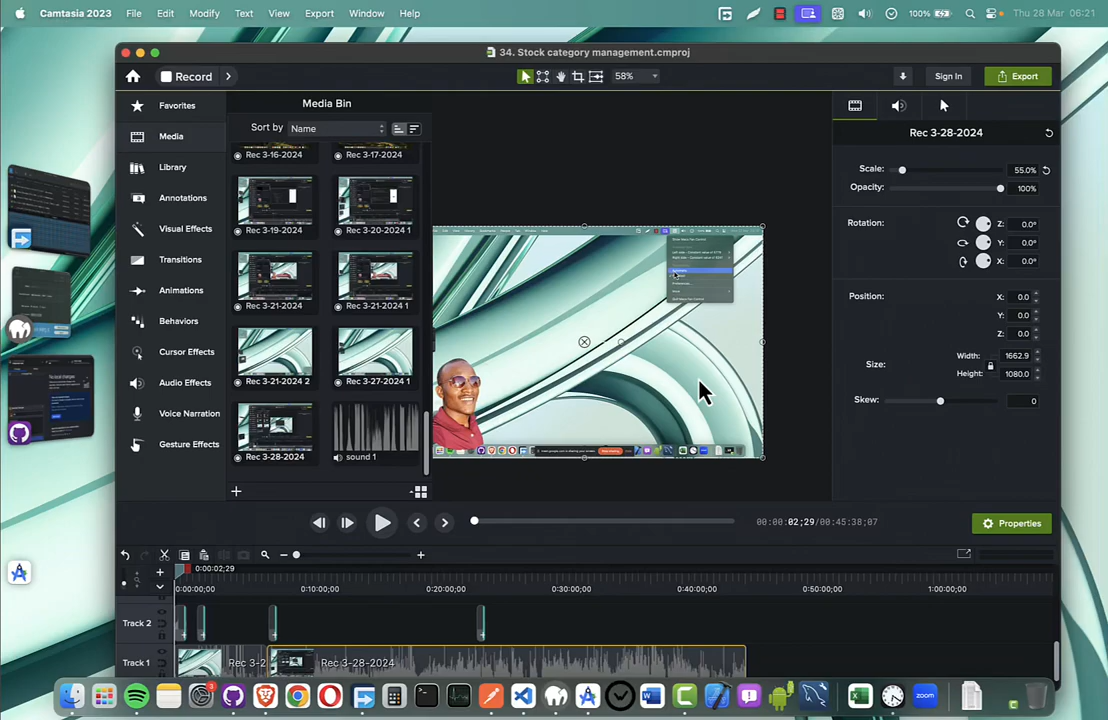 Camtasia 2023 File Edit Modify Text View Export Window Help 100% Thu 28 Mar 06:21
34. Stock category management.cmproj
Record 58% Sign In Export
Favorites
Media
Library
Annotations
Visual Effects
Transitions
Animations
Behaviors
Cursor Effects
Audio Effects
Voice Narration
Gesture Effects
Media Bin
Sort by Name
Rec 3-16-2024 Rec 3-17-2024
Rec 3-19-2024 Rec 3-20-2024
Rec 3-21-2024 Rec 3-21-2024 1
Rec 3-21-2024 2 Rec 3-27-2024 1
Rec 3-28-2024 sound 1
Rec 3-28-2024
Scale: 55.0%
Opacity: 100%
Rotation: Z: 0.0°
Y: 0.0°
X: 0.0°
Position: X: 0.0
Y: 0.0
Z: 0.0
Size: Width: 1662.9
Height: 1080.0
Skew: 0
00:00:02;29/00:45:38;07
Properties
0:00:02;29
0:00:00;00 0:10:00;00 0:20:00;00 0:30:00;00 0:40:00;00 0:50:00;00 1:00:00;00
Track 2
Track 1 Rec 3-2 Rec 3-28-2024
zoom